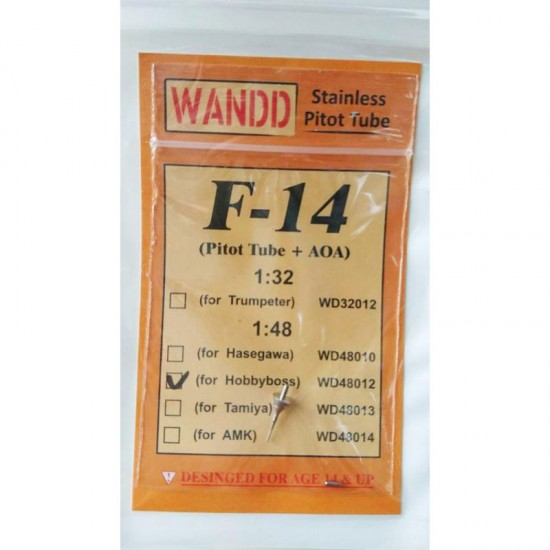 WANDD
Stainless
Pitot Tube
F-14
(Pitot Tube + AOA)
1:32
(for Trumpeter) WD32012
1:48
(for Hasegawa) WD48010
(for Hobbyboss) WD48012
(for Tamiya) WD48013
(for AMK) WD48014
DESINGED FOR AGE 14 & UP